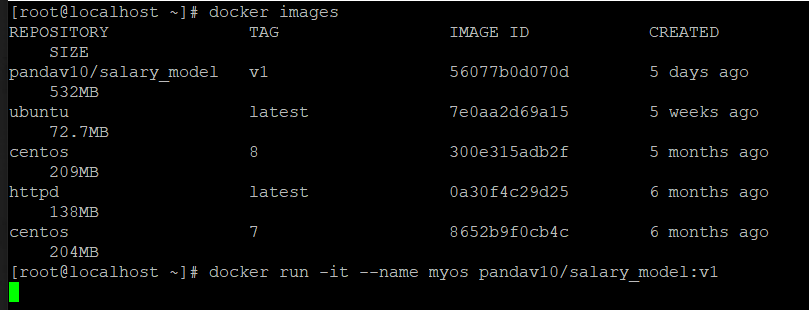 [root@localhost ~]# docker images
REPOSITORY TAG IMAGE ID CREATED
SIZE
pandav10/salary_model v1 56077b0d070d 5 days ago
532MB
ubuntu latest 7e0aa2d69a15 5 weeks ago
72.7MB
centos 8 300e315adb2f 5 months ago
209MB
httpd latest 0a30f4c29d25 6 months ago
138MB
centos 7 8652b9f0cb4c 6 months ago
204MB
[root@localhost ~]# docker run -it --name myos pandav10/salary_model:v1